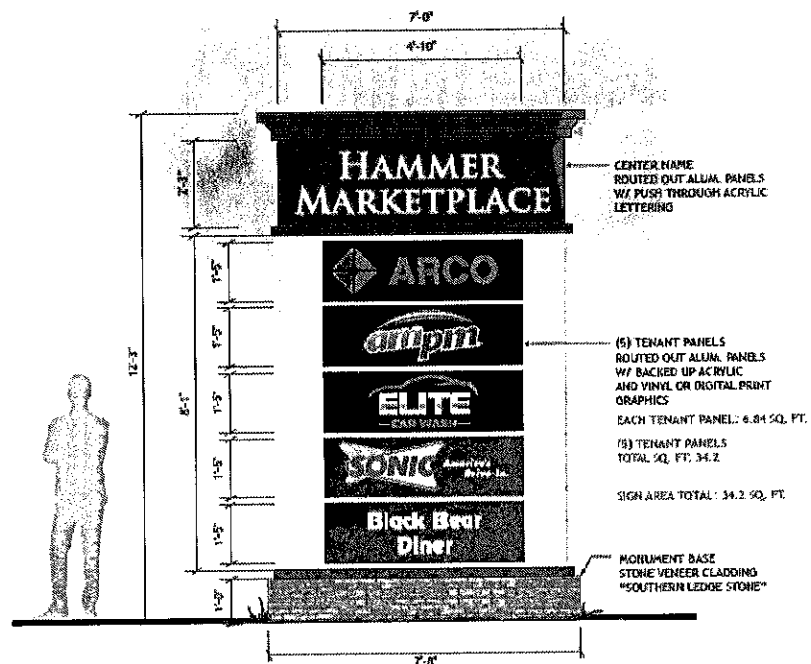 7'-0"
4'-10"
HAMMER
MARKETPLACE
CENTER NAME
ROUTED OUT ALUM. PANELS
W/ PUSH THROUGH ACRYLIC
LETTERING
12'-3"
8'-1"
1'-5"
ARCO
1'-5"
ampm
1'-5"
ELITE
CAR WASH
1'-5"
SONIC America's
Drive-In
1'-5"
Black Bear
Diner
(5) TENANT PANELS
ROUTED OUT ALUM. PANELS
W/ BACKED UP ACRYLIC
AND VINYL OR DIGITAL PRINT
GRAPHICS
EACH TENANT PANEL: 6.84 SQ. FT.
(5) TENANT PANELS
TOTAL SQ. FT: 34.2
SIGN AREA TOTAL: 34.2 SQ. FT.
MONUMENT BASE
STONE VENEER CLADDING
"SOUTHERN LEDGE STONE"